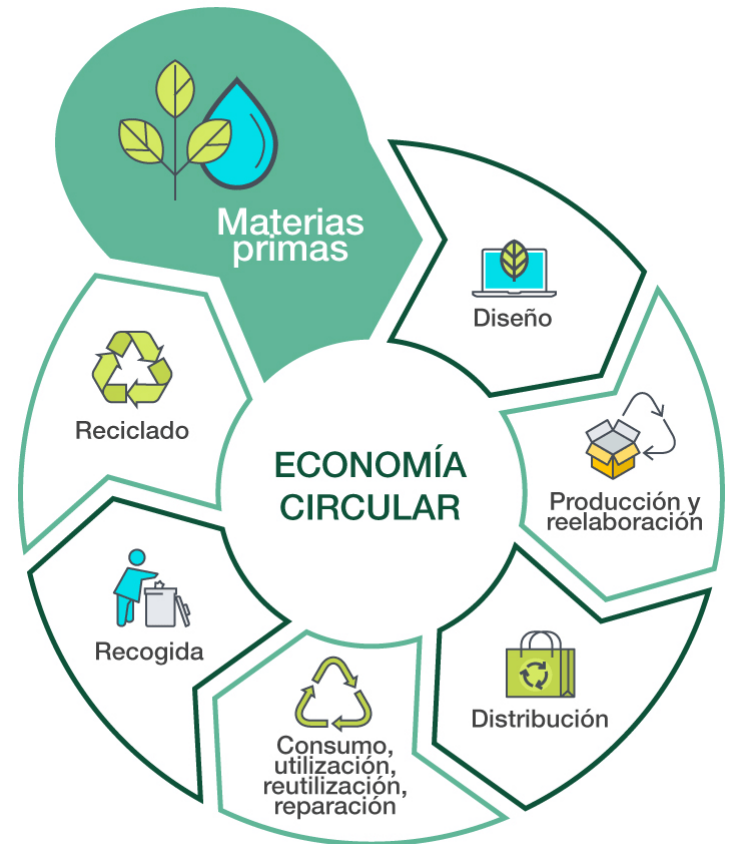 Materias
primas
Diseño
Producción y
reelaboración
Distribución
Consumo,
utilización,
reutilización,
reparación
Recogida
Reciclado
ECONOMÍA
CIRCULAR